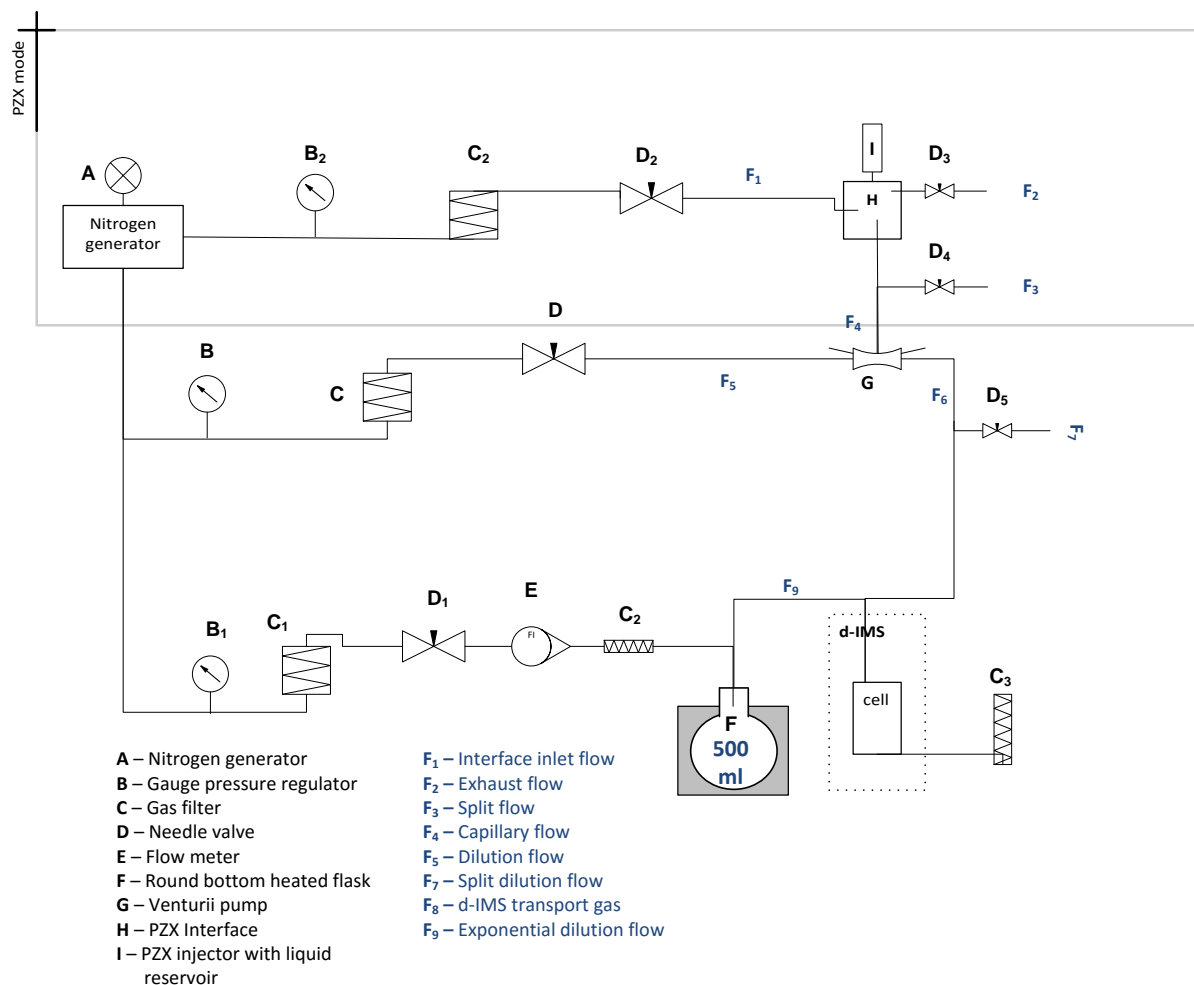 PZX mode
A
Nitrogen
generator
B₂
C₂
D₂
F₁
I
H
D₃
F₂
D₄
F₃
F₄
D
B
C
F₅
G
F₆
D₅
F₇
B₁
C₁
D₁
E
FI
C₂
F₉
d-IMS
cell
C₃
F
500
ml
A – Nitrogen generator
B – Gauge pressure regulator
C – Gas filter
D – Needle valve
E – Flow meter
F – Round bottom heated flask
G – Venturii pump
H – PZX Interface
I – PZX injector with liquid
reservoir
F₁ – Interface inlet flow
F₂ – Exhaust flow
F₃ – Split flow
F₄ – Capillary flow
F₅ – Dilution flow
F₇ – Split dilution flow
F₈ – d-IMS transport gas
F₉ – Exponential dilution flow